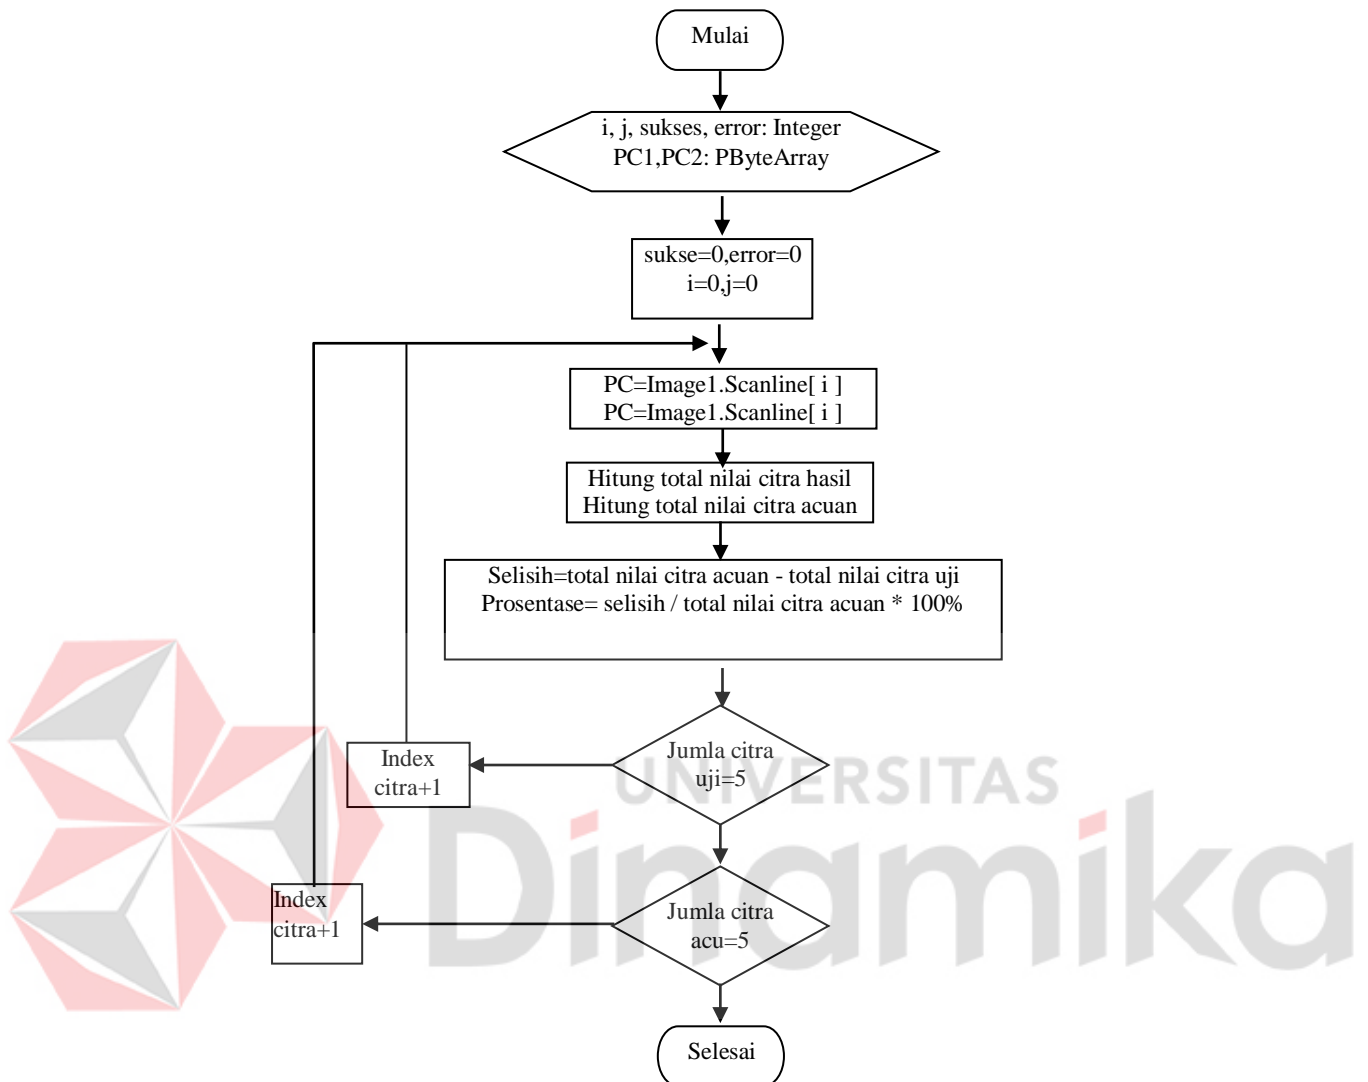 Mulai
i, j, sukses, error: Integer
PC1,PC2: PByteArray
sukse=0,error=0
i=0,j=0
PC=Image1.Scanline[ i ]
PC=Image1.Scanline[ i ]
Hitung total nilai citra hasil
Hitung total nilai citra acuan
Selisih=total nilai citra acuan - total nilai citra uji
Prosentase= selisih / total nilai citra acuan * 100%
Jumla citra
uji=5
Index
citra+1
UNIVERSITAS
Dinamika
Jumla citra
acu=5
Index
citra+1
Selesai